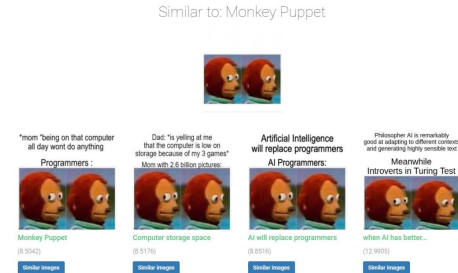 Similar to: Monkey Puppet
*mom "being on that computer
all day wont do anything
Programmers :
Dad: *is yelling at me
that the computer is low on
storage because of my 3 games*
Mom with 2.6 billion pictures:
Artificial Intelligence
will replace programmers
AI Programmers:
Philosopher AI is remarkably
good at adapting to different contexts
and generating highly sensible text
Meanwhile
Introverts in Turing Test
Monkey Puppet
(8.5042)
Similar images
Computer storage space
(8.5176)
Similar images
AI will replace programmers
(8.8516)
Similar images
when AI has better...
(12.9905)
Similar images